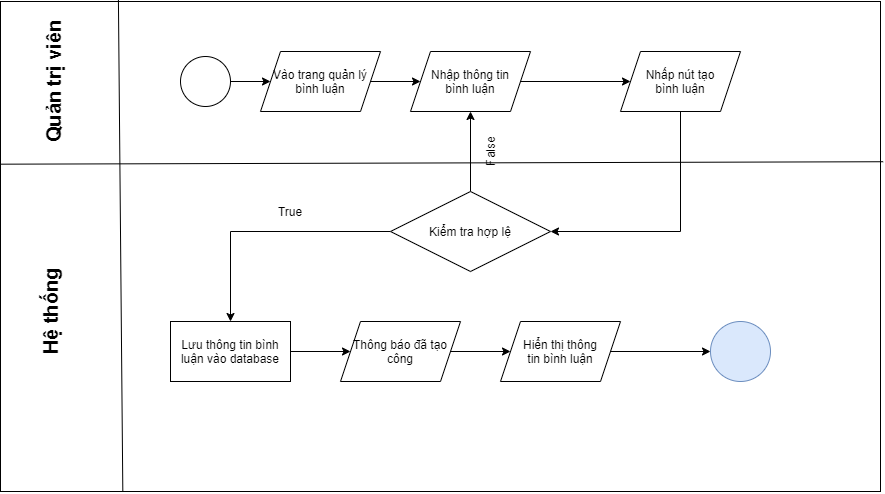 Quản trị viên
Vào trang quản lý
bình luận
Nhập thông tin
bình luận
Nhấp nút tạo
bình luận
False
Hệ thống
True
Kiểm tra hợp lệ
Lưu thông tin bình
luận vào database
Thông báo đã tạo
công
Hiển thị thông
tin bình luận